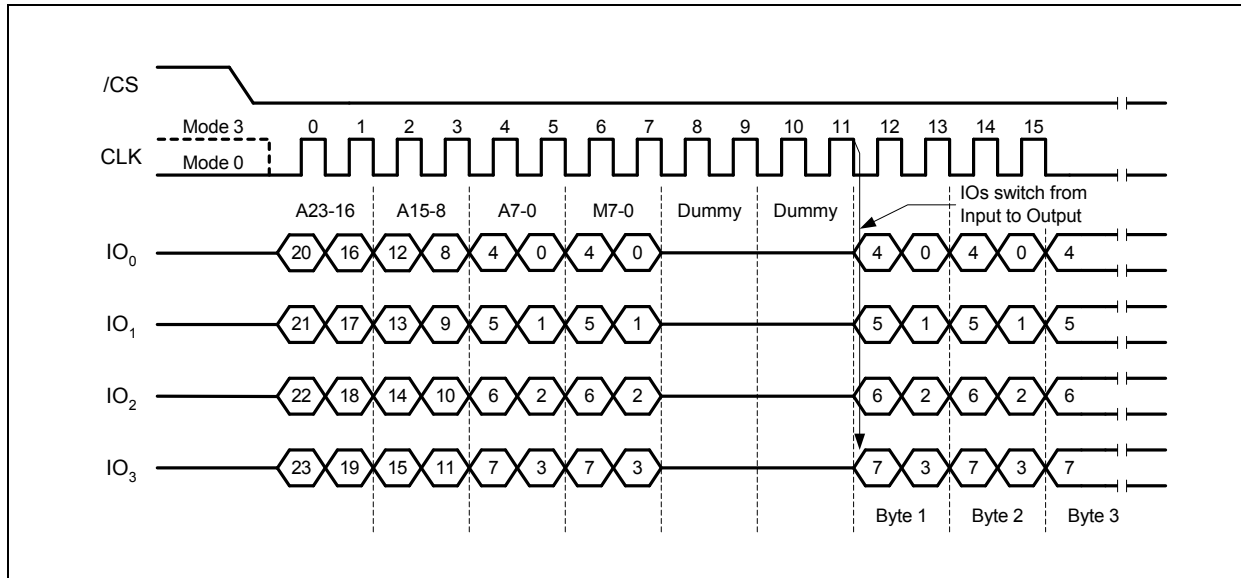 /CS
Mode 3 0 1 2 3 4 5 6 7 8 9 10 11 12 13 14 15
CLK
Mode 0
A23-16 A15-8 A7-0 M7-0 Dummy Dummy
IOs switch from
Input to Output
IO0 20 16 12 8 4 0 4 0 4 0 4 0 4
IO1 21 17 13 9 5 1 5 1 5 1 5 1 5
IO2 22 18 14 10 6 2 6 2 6 2 6 2 6
IO3 23 19 15 11 7 3 7 3 7 3 7 3 7
Byte 1 Byte 2 Byte 3